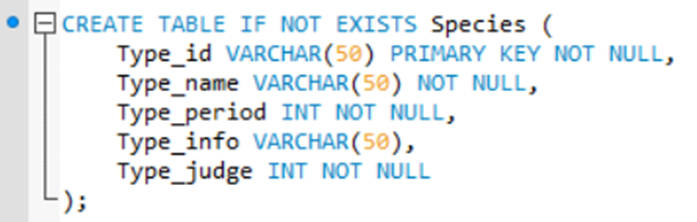 CREATE TABLE IF NOT EXISTS Species (
Type_id VARCHAR(50) PRIMARY KEY NOT NULL,
Type_name VARCHAR(50) NOT NULL,
Type_period INT NOT NULL,
Type_info VARCHAR(50),
Type_judge INT NOT NULL
);